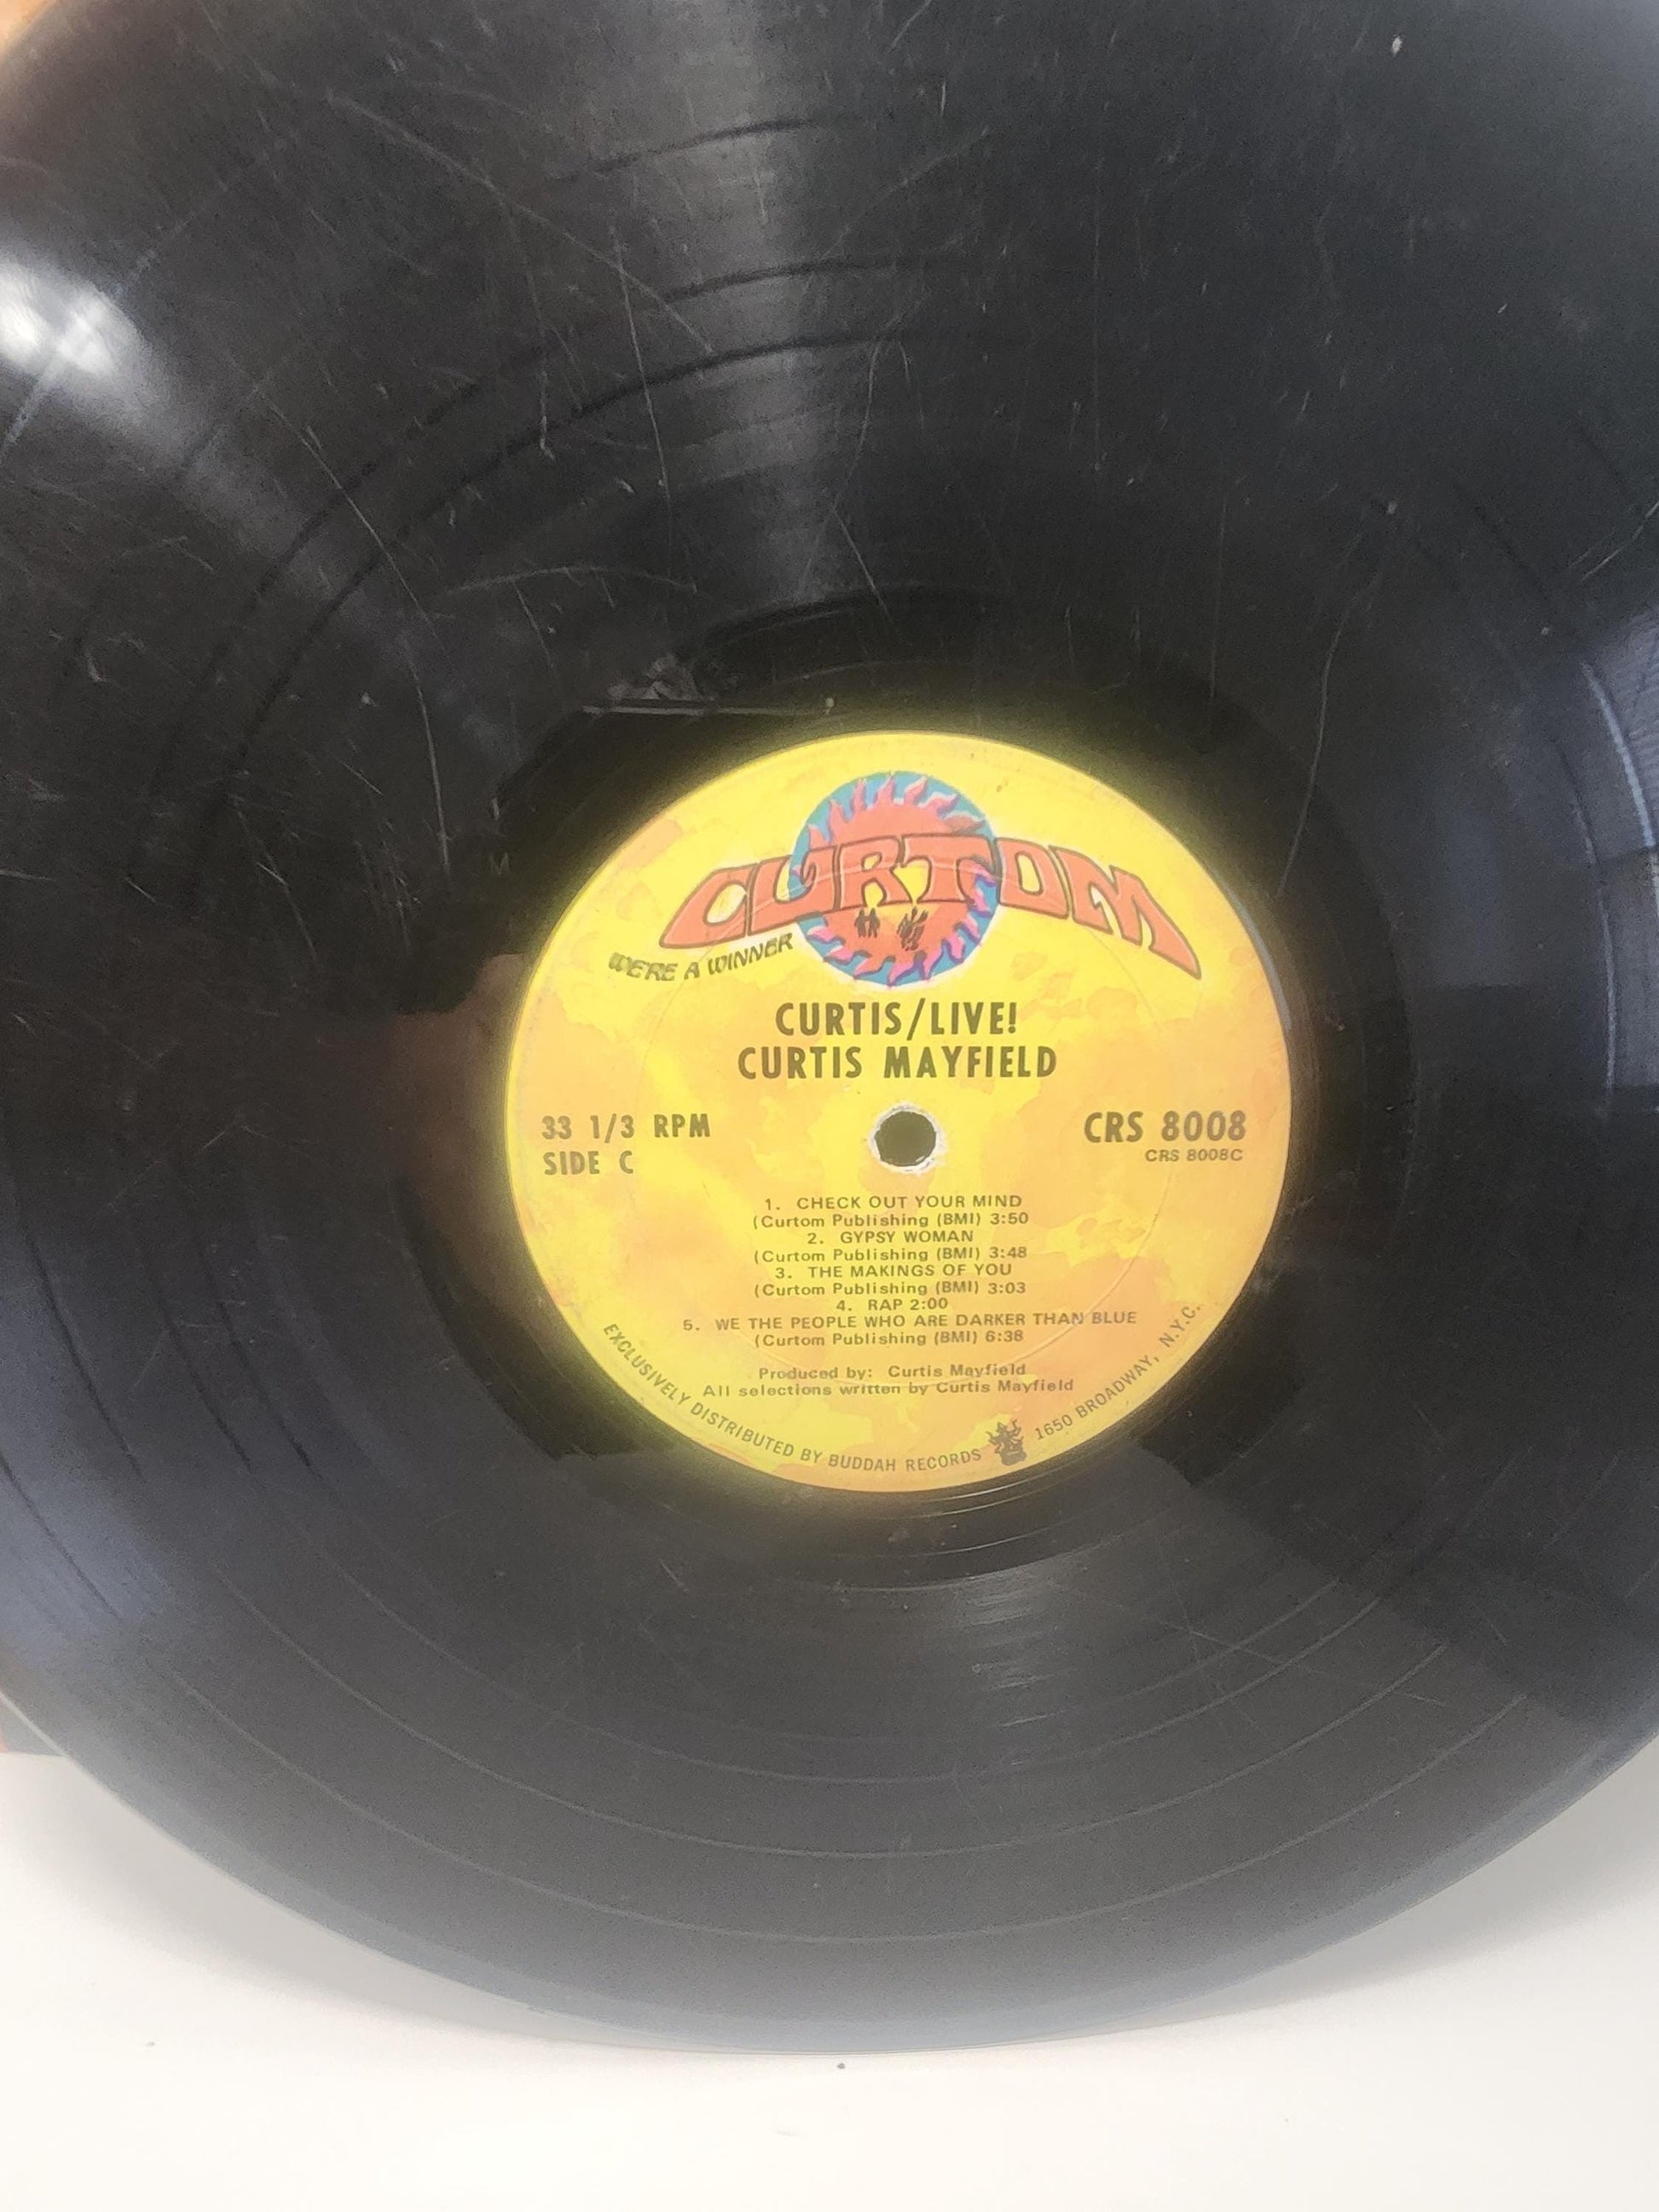 CURTOM
WE'RE A WINNER
CURTIS/LIVE!
CURTIS MAYFIELD
33 1/3 RPM
SIDE C
CRS 8008
CRS 8008C
1. CHECK OUT YOUR MIND
(Curtom Publishing (BMI) 3:50
2. GYPSY WOMAN
(Curtom Publishing (BMI) 3:48
3. THE MAKINGS OF YOU
(Curtom Publishing (BMI) 3:03
4. RAP 2:00
5. WE THE PEOPLE WHO ARE DARKER THAN BLUE
(Curtom Publishing (BMI) 6:38
Produced by: Curtis Mayfield
All selections written by Curtis Mayfield
EXCLUSIVELY DISTRIBUTED BY BUDDAH RECORDS 1650 BROADWAY, N.Y.C.